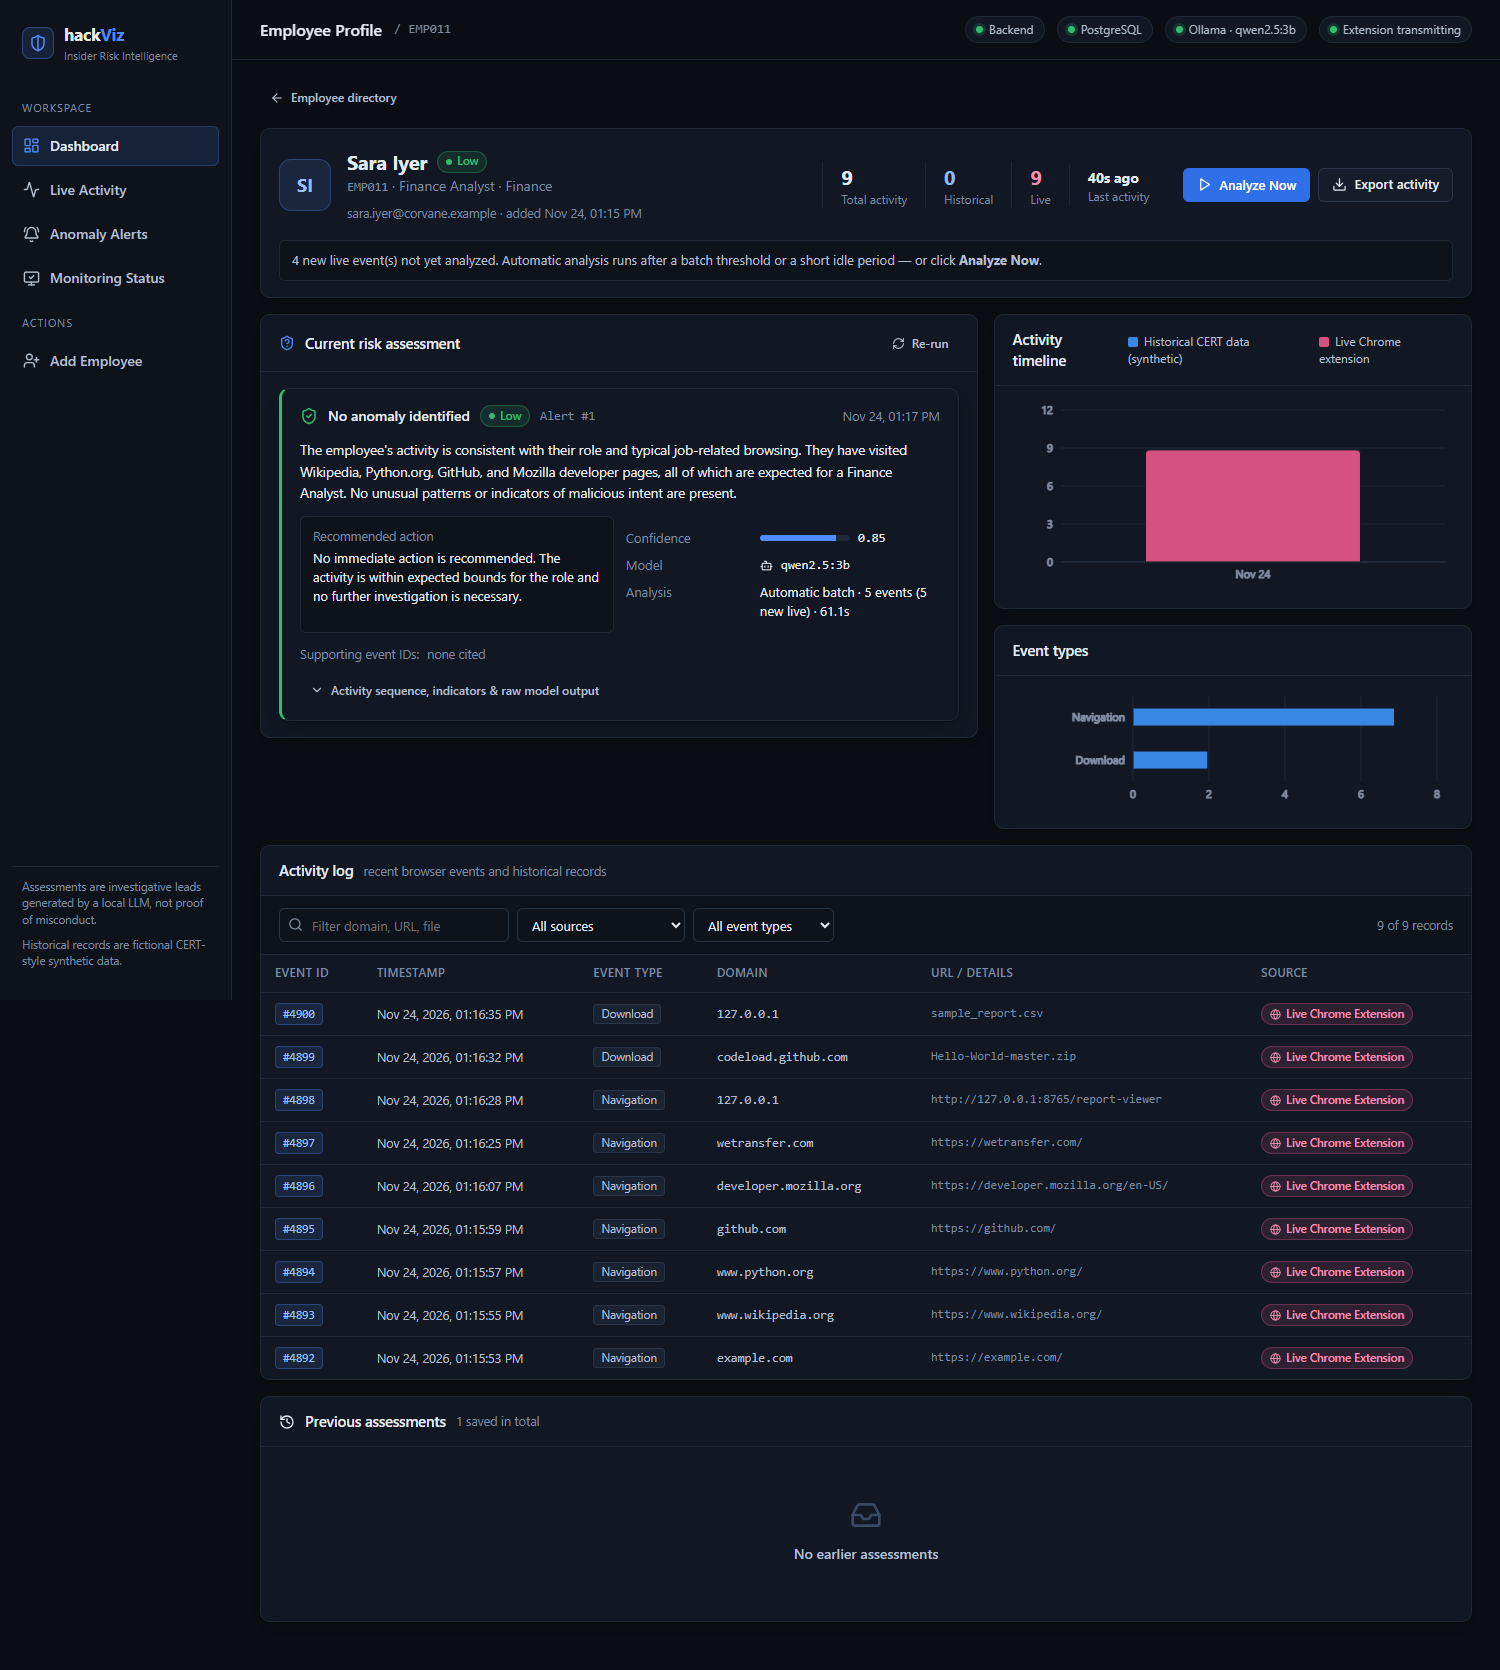 hackViz
Insider Risk Intelligence
WORKSPACE
Dashboard
Live Activity
Anomaly Alerts
Monitoring Status
ACTIONS
Add Employee
Assessments are investigative leads
generated by a local LLM, not proof
of misconduct.
Historical records are fictional CERT-
style synthetic data.
Employee Profile / EMP011
Backend
PostgreSQL
Ollama · qwen2.5:3b
Extension transmitting
Employee directory
SI
Sara Iyer
Low
EMP011 · Finance Analyst · Finance
sara.iyer@corvane.example · added Nov 24, 01:15 PM
9
Total activity
0
Historical
9
Live
40s ago
Last activity
Analyze Now
Export activity
4 new live event(s) not yet analyzed. Automatic analysis runs after a batch threshold or a short idle period — or click Analyze Now.
Current risk assessment
Re-run
No anomaly identified
Low
Alert #1
Nov 24, 01:17 PM
The employee's activity is consistent with their role and typical job-related browsing. They have visited
Wikipedia, Python.org, GitHub, and Mozilla developer pages, all of which are expected for a Finance
Analyst. No unusual patterns or indicators of malicious intent are present.
Recommended action
No immediate action is recommended. The
activity is within expected bounds for the role and
no further investigation is necessary.
Confidence
0.85
Model
qwen2.5:3b
Analysis
Automatic batch · 5 events (5
new live) · 61.1s
Supporting event IDs: none cited
Activity sequence, indicators & raw model output
Activity
timeline
Historical CERT data
(synthetic)
Live Chrome
extension
12
9
6
3
0
Nov 24
Event types
Navigation
Download
0 2 4 6 8
Activity log recent browser events and historical records
Filter domain, URL, file
All sources
All event types
9 of 9 records
EVENT ID TIMESTAMP EVENT TYPE DOMAIN URL / DETAILS SOURCE
#4900 Nov 24, 2026, 01:16:35 PM Download 127.0.0.1 sample_report.csv Live Chrome Extension
#4899 Nov 24, 2026, 01:16:32 PM Download codeload.github.com Hello-World-master.zip Live Chrome Extension
#4898 Nov 24, 2026, 01:16:28 PM Navigation 127.0.0.1 http://127.0.0.1:8765/report-viewer Live Chrome Extension
#4897 Nov 24, 2026, 01:16:25 PM Navigation wetransfer.com https://wetransfer.com/ Live Chrome Extension
#4896 Nov 24, 2026, 01:16:07 PM Navigation developer.mozilla.org https://developer.mozilla.org/en-US/ Live Chrome Extension
#4895 Nov 24, 2026, 01:15:59 PM Navigation github.com https://github.com/ Live Chrome Extension
#4894 Nov 24, 2026, 01:15:57 PM Navigation www.python.org https://www.python.org/ Live Chrome Extension
#4893 Nov 24, 2026, 01:15:55 PM Navigation www.wikipedia.org https://www.wikipedia.org/ Live Chrome Extension
#4892 Nov 24, 2026, 01:15:53 PM Navigation example.com https://example.com/ Live Chrome Extension
Previous assessments 1 saved in total
No earlier assessments